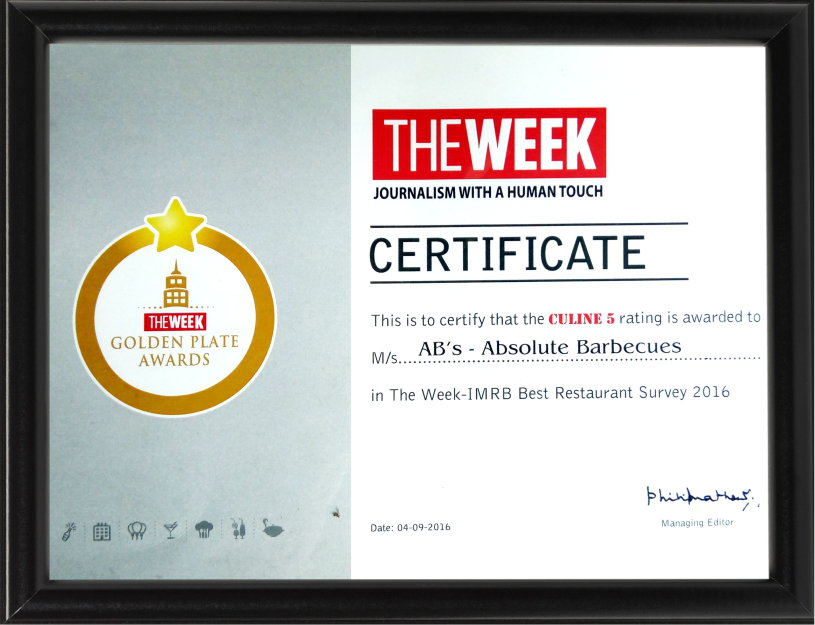 THE WEEK
GOLDEN PLATE
AWARDS
THE WEEK
JOURNALISM WITH A HUMAN TOUCH
CERTIFICATE
This is to certify that the CULINE 5 rating is awarded to
M/s. AB's - Absolute Barbecues
in The Week-IMRB Best Restaurant Survey 2016
Philipmathew
Date: 04-09-2016
Managing Editor